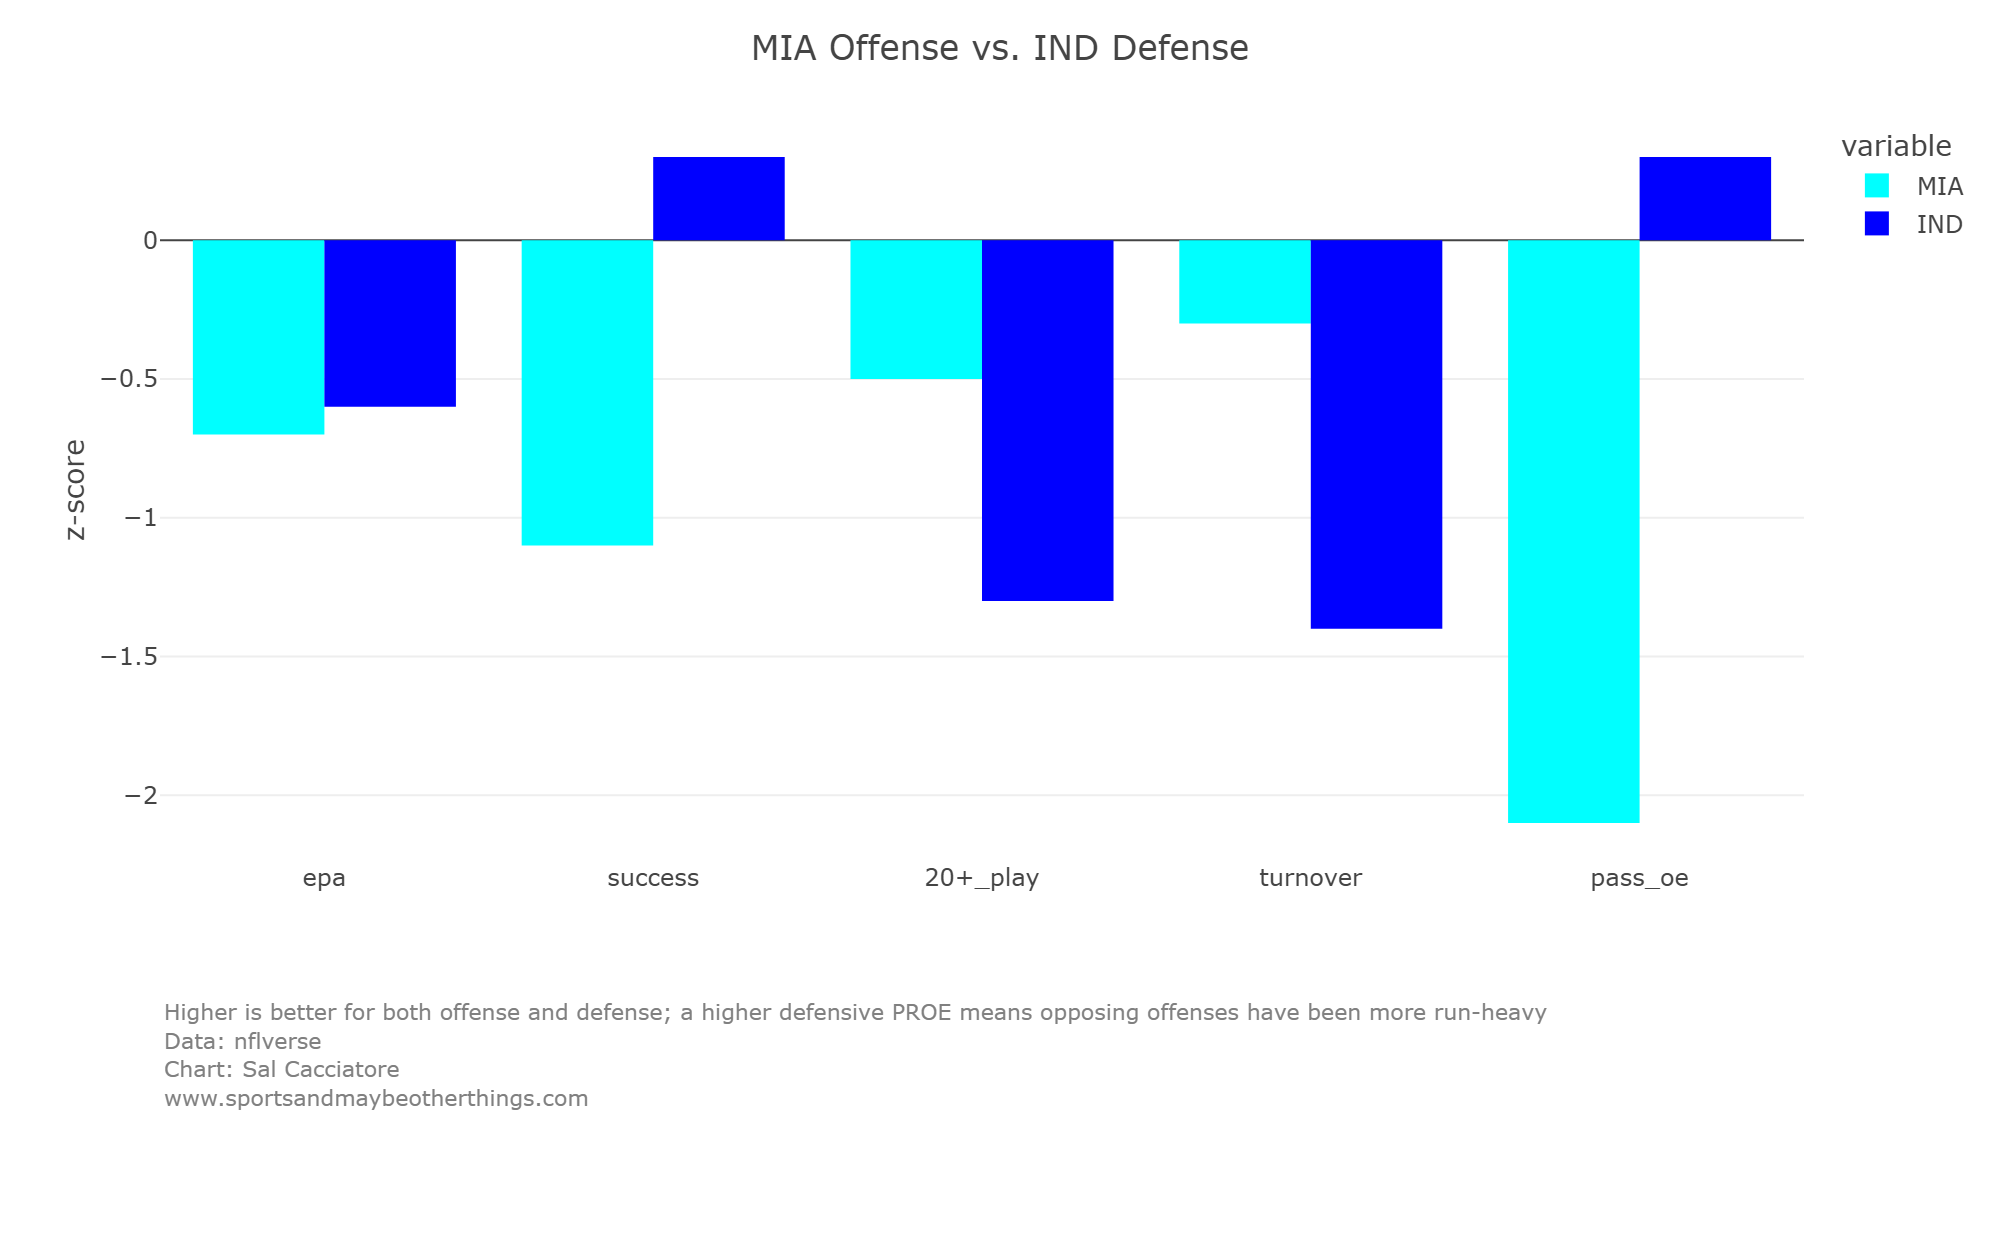 MIA Offense vs. IND Defense
variable
MIA
IND
0
−0.5
−1
−1.5
−2
z-score
epa
success
20+_play
turnover
pass_oe
Higher is better for both offense and defense; a higher defensive PROE means opposing offenses have been more run-heavy
Data: nflverse
Chart: Sal Cacciatore
www.sportsandmaybeotherthings.com